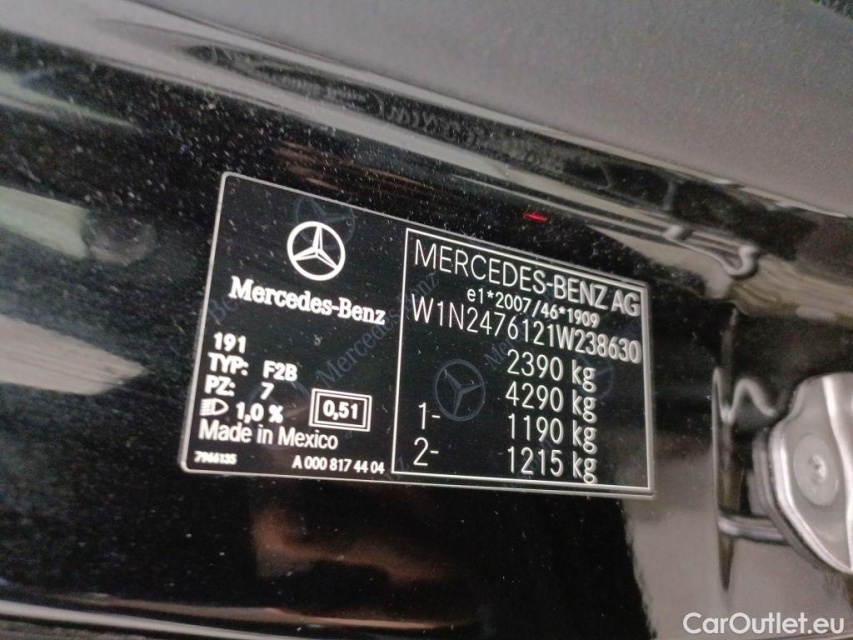 Mercedes-Benz
191
TYP: F2B
PZ: 7
1,0 %
0,51
Made in Mexico
7966135
A 000 817 44 04
MERCEDES-BENZ AG
e1*2007/46*1909
W1N2476121W238630
2390 kg
4290 kg
1- 1190 kg
2- 1215 kg
CarOutlet.eu